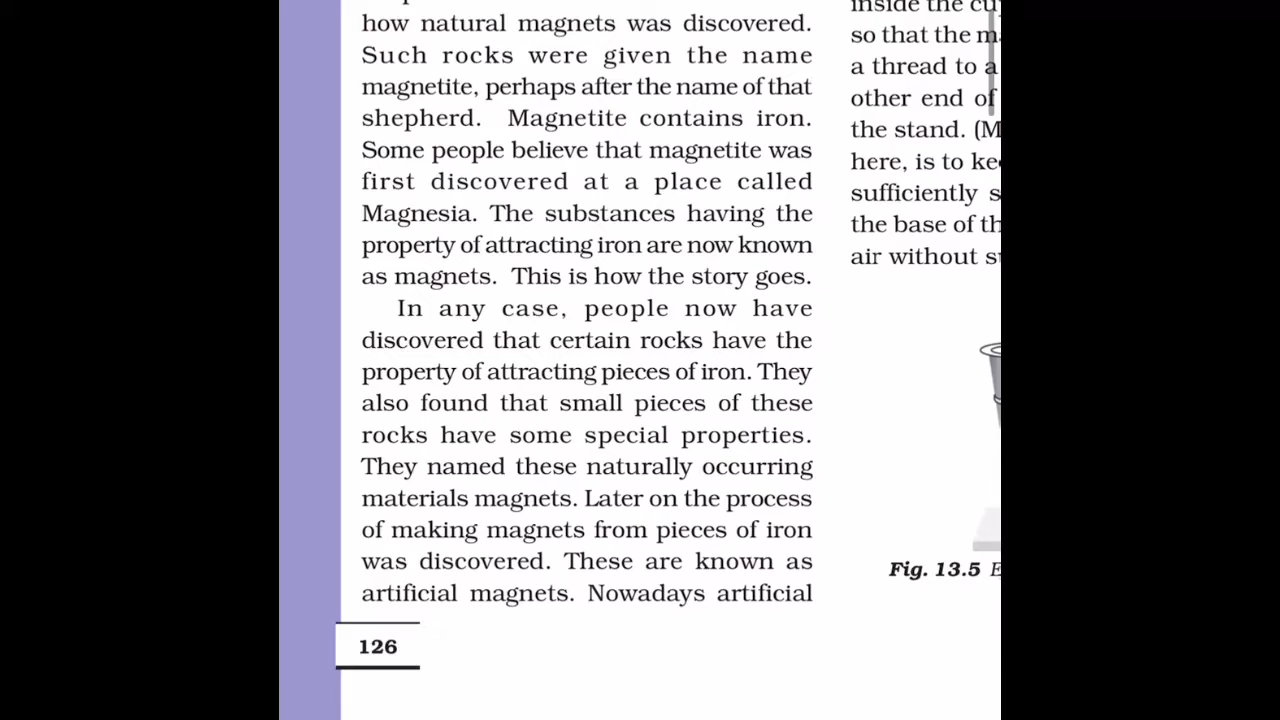 how natural magnets was discovered.
Such rocks were given the name
magnetite, perhaps after the name of that
shepherd. Magnetite contains iron.
Some people believe that magnetite was
first discovered at a place called
Magnesia. The substances having the
property of attracting iron are now known
as magnets. This is how the story goes.
In any case, people now have
discovered that certain rocks have the
property of attracting pieces of iron. They
also found that small pieces of these
rocks have some special properties.
They named these naturally occurring
materials magnets. Later on the process
of making magnets from pieces of iron
was discovered. These are known as
artificial magnets. Nowadays artificial
126
inside the
so that the
a thread to a
other end of
the stand. (M
here, is to
sufficiently
the base of
air without
Fig. 13.5